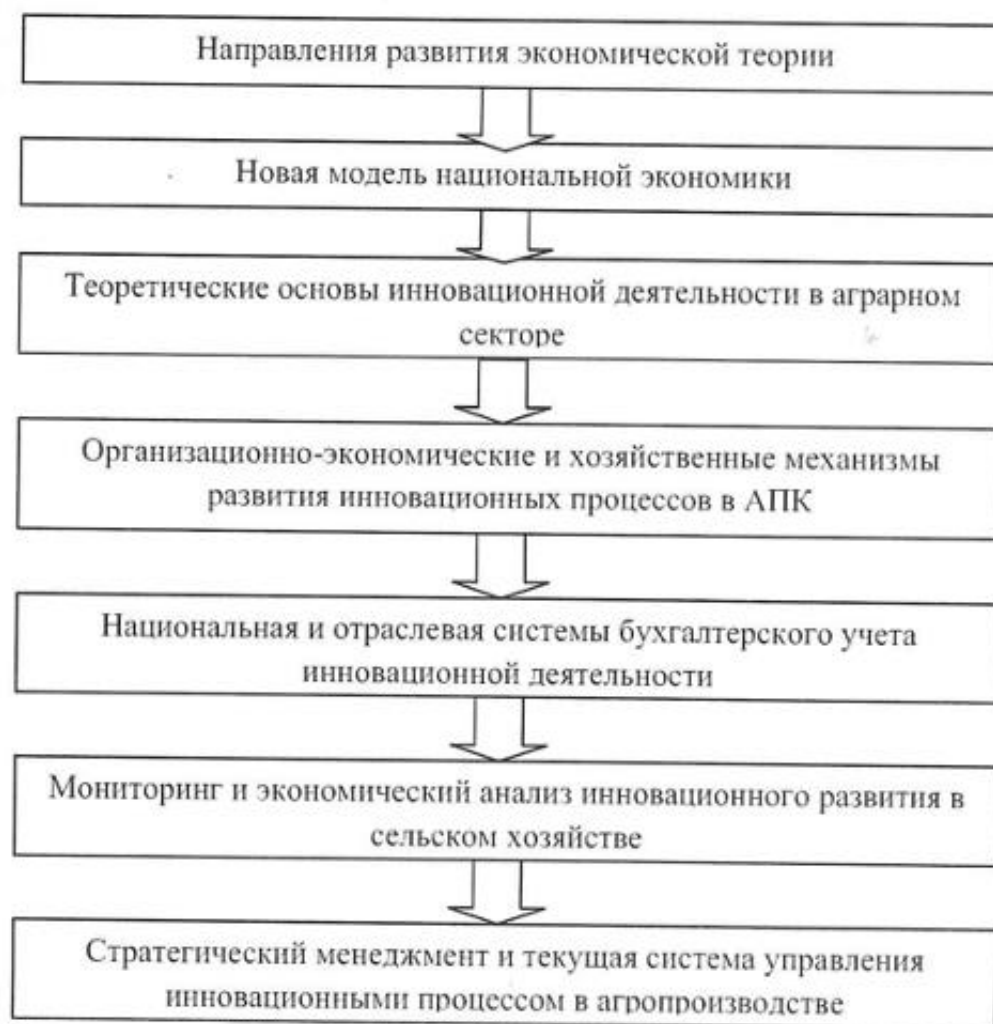 Направления развития экономической теории
Новая модель национальной экономики
Теоретические основы инновационной деятельности в аграрном
секторе
Организационно-экономические и хозяйственные механизмы
развития инновационных процессов в АПК
Национальная и отраслевая системы бухгалтерского учета
инновационной деятельности
Мониторинг и экономический анализ инновационного развития в
сельском хозяйстве
Стратегический менеджмент и текущая система управления
инновационными процессом в агропроизводстве